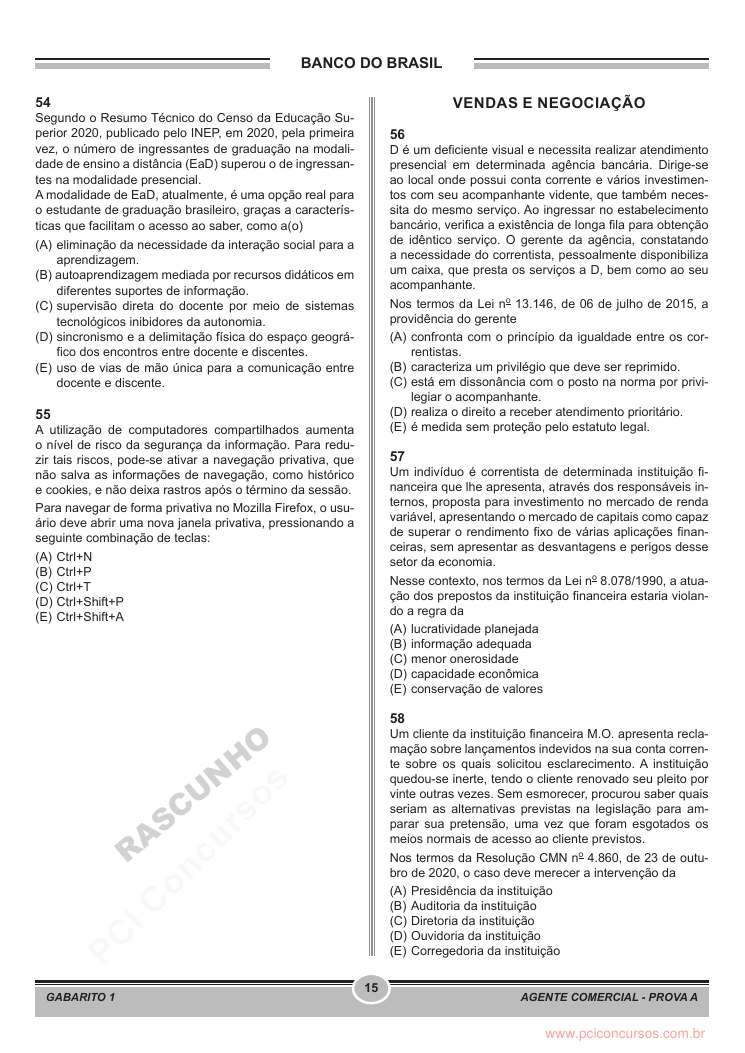 BANCO DO BRASIL
54
Segundo o Resumo Técnico do Censo da Educação Su-
perior 2020, publicado pelo INEP, em 2020, pela primeira
vez, o número de ingressantes de graduação na modali-
dade de ensino a distância (EaD) superou o de ingressan-
tes na modalidade presencial.
A modalidade de EaD, atualmente, é uma opção real para
o estudante de graduação brasileiro, graças a caracterís-
ticas que facilitam o acesso ao saber, como a(o)
(A) eliminação da necessidade da interação social para a
aprendizagem.
(B) autoaprendizagem mediada por recursos didáticos em
diferentes suportes de informação.
(C) supervisão direta do docente por meio de sistemas
tecnológicos inibidores da autonomia.
(D) sincronismo e a delimitação física do espaço geográ-
fico dos encontros entre docente e discentes.
(E) uso de vias de mão única para a comunicação entre
docente e discente.
55
A utilização de computadores compartilhados aumenta
o nível de risco da segurança da informação. Para redu-
zir tais riscos, pode-se ativar a navegação privativa, que
não salva as informações de navegação, como histórico
e cookies, e não deixa rastros após o término da sessão.
Para navegar de forma privativa no Mozilla Firefox, o usu-
ário deve abrir uma nova janela privativa, pressionando a
seguinte combinação de teclas:
(A) Ctrl+N
(B) Ctrl+P
(C) Ctrl+T
(D) Ctrl+Shift+P
(E) Ctrl+Shift+A
RASCUNHO
PCI Concursos
VENDAS E NEGOCIAÇÃO
56
D é um deficiente visual e necessita realizar atendimento
presencial em determinada agência bancária. Dirige-se
ao local onde possui conta corrente e vários investimen-
tos com seu acompanhante vidente, que também neces-
sita do mesmo serviço. Ao ingressar no estabelecimento
bancário, verifica a existência de longa fila para obtenção
de idêntico serviço. O gerente da agência, constatando
a necessidade do correntista, pessoalmente disponibiliza
um caixa, que presta os serviços a D, bem como ao seu
acompanhante.
Nos termos da Lei nº 13.146, de 06 de julho de 2015, a
providência do gerente
(A) confronta com o princípio da igualdade entre os cor-
rentistas.
(B) caracteriza um privilégio que deve ser reprimido.
(C) está em dissonância com o posto na norma por privi-
legiar o acompanhante.
(D) realiza o direito a receber atendimento prioritário.
(E) é medida sem proteção pelo estatuto legal.
57
Um indivíduo é correntista de determinada instituição fi-
nanceira que lhe apresenta, através dos responsáveis in-
ternos, proposta para investimento no mercado de renda
variável, apresentando o mercado de capitais como capaz
de superar o rendimento fixo de várias aplicações finan-
ceiras, sem apresentar as desvantagens e perigos desse
setor da economia.
Nesse contexto, nos termos da Lei nº 8.078/1990, a atua-
ção dos prepostos da instituição financeira estaria violan-
do a regra da
(A) lucratividade planejada
(B) informação adequada
(C) menor onerosidade
(D) capacidade econômica
(E) conservação de valores
58
Um cliente da instituição financeira M.O. apresenta recla-
mação sobre lançamentos indevidos na sua conta corren-
te sobre os quais solicitou esclarecimento. A instituição
quedou-se inerte, tendo o cliente renovado seu pleito por
vinte outras vezes. Sem esmorecer, procurou saber quais
seriam as alternativas previstas na legislação para am-
parar sua pretensão, uma vez que foram esgotados os
meios normais de acesso ao cliente previstos.
Nos termos da Resolução CMN nº 4.860, de 23 de outu-
bro de 2020, o caso deve merecer a intervenção da
(A) Presidência da instituição
(B) Auditoria da instituição
(C) Diretoria da instituição
(D) Ouvidoria da instituição
(E) Corregedoria da instituição
GABARITO 1
15
AGENTE COMERCIAL - PROVA A
www.pciconcursos.com.br